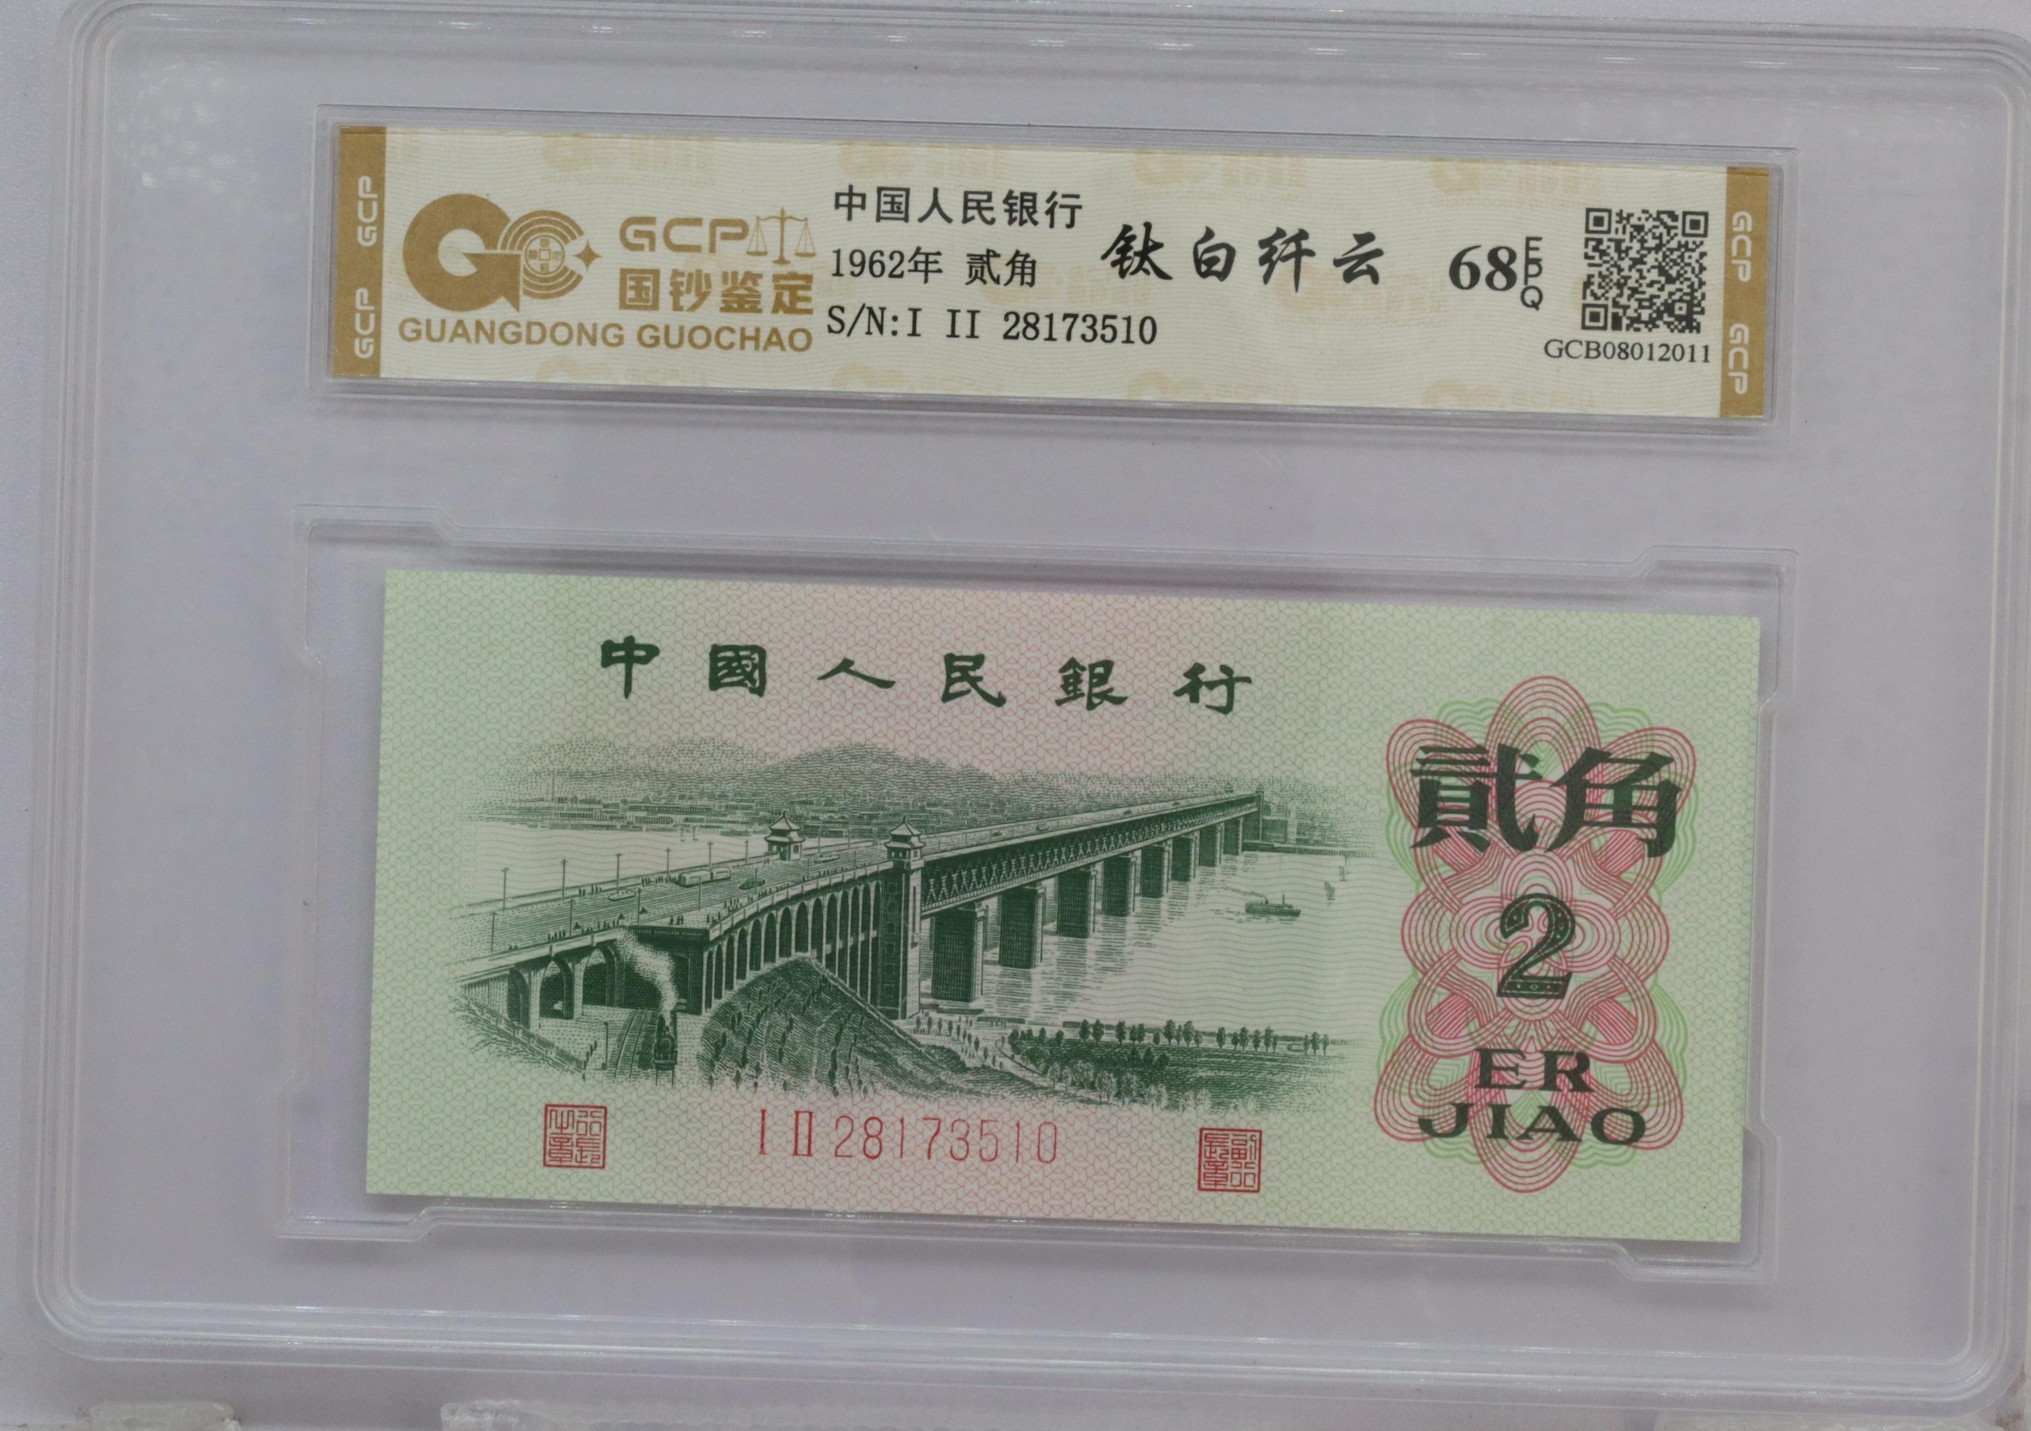 GCP
GCP
GCP
国钞鉴定
GUANGDONG GUOCHAO
中国人民银行
1962年 贰角
S/N:I II 28173510
钛白纤云
68 EPQ
GCB08012011
GCP
GCP
中國人民銀行
貳角
2
ER
JIAO
I II 28173510